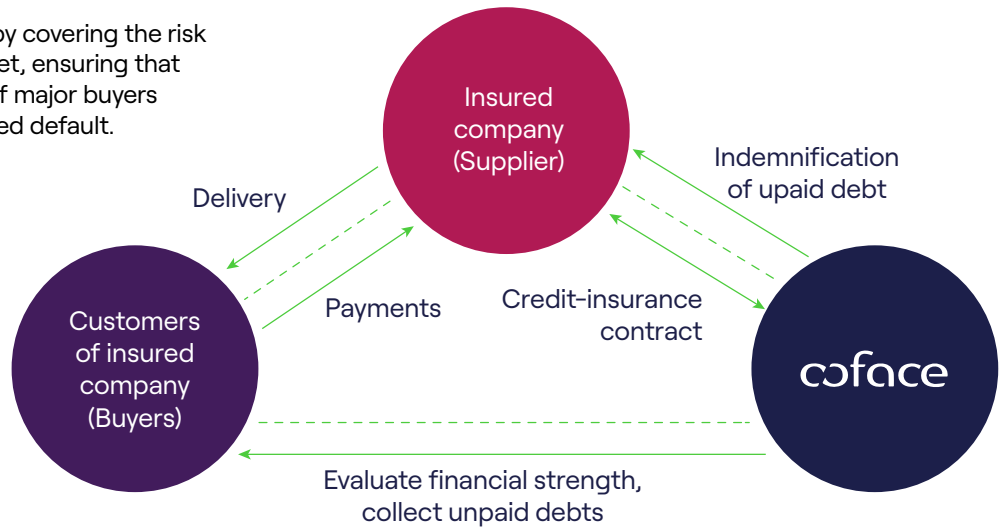 by covering the risk
et, ensuring that
f major buyers
ed default.
Insured
company
(Supplier)
Indemnification
of upaid debt
Delivery
Payments
Credit-insurance
contract
Customers
of insured
company
(Buyers)
coface
Evaluate financial strength,
collect unpaid debts